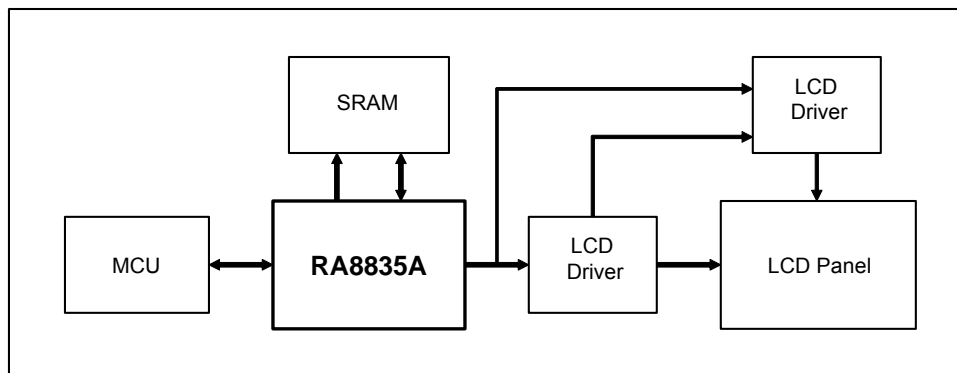 SRAM
LCD
Driver
MCU
RA8835A
LCD
Driver
LCD Panel